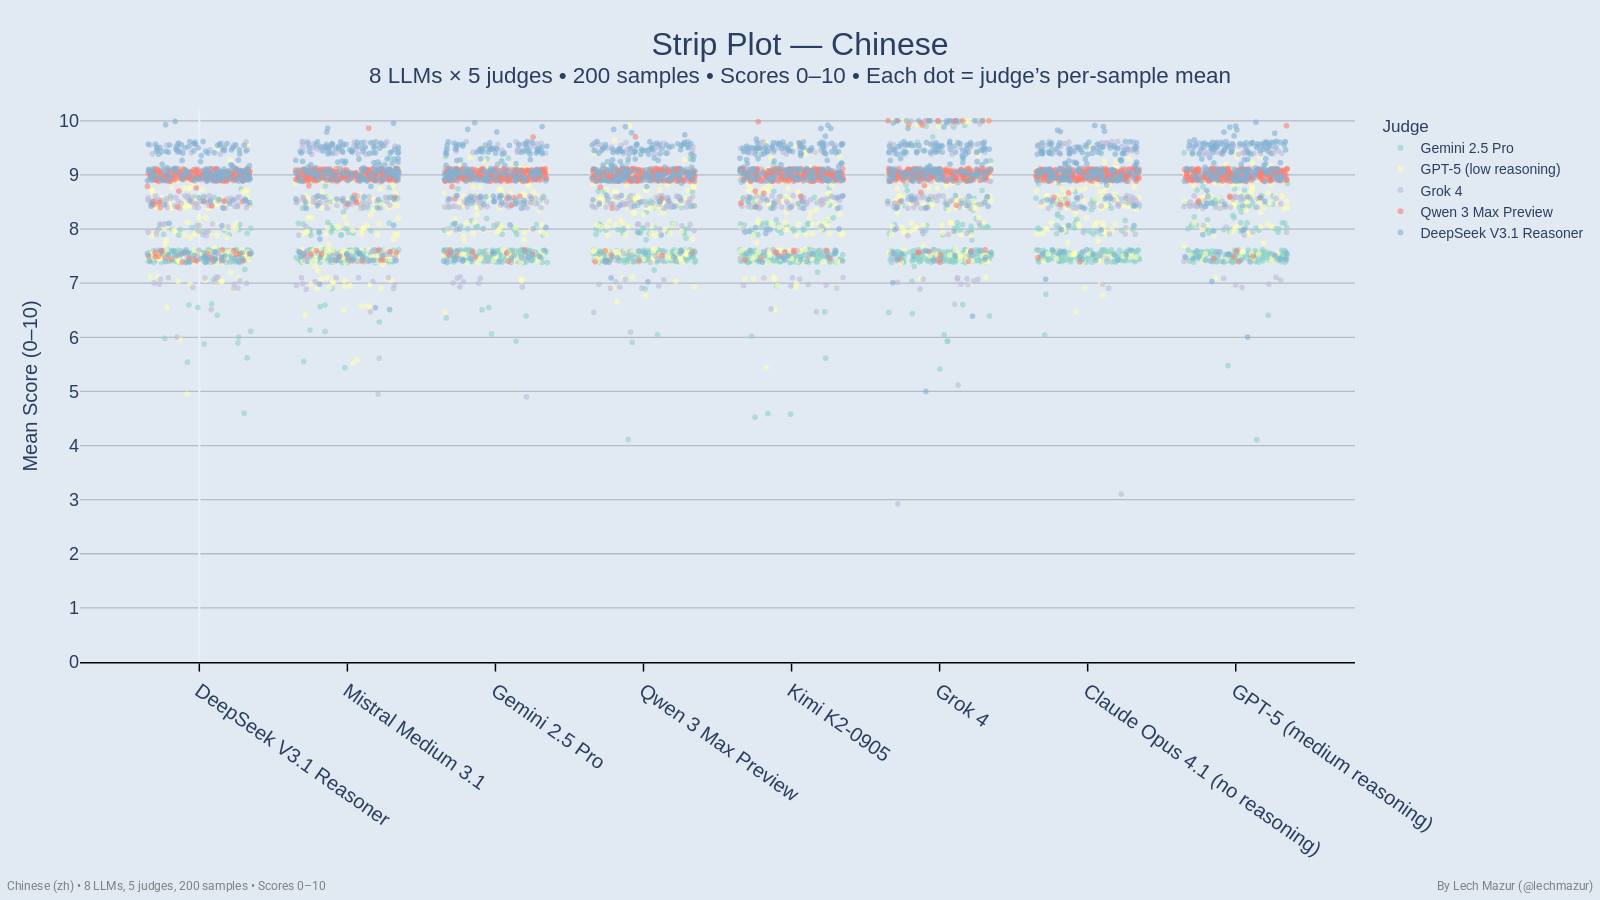 Strip Plot — Chinese
8 LLMs × 5 judges • 200 samples • Scores 0–10 • Each dot = judge’s per-sample mean
Mean Score (0–10)
10
9
8
7
6
5
4
3
2
1
0
DeepSeek V3.1 Reasoner
Mistral Medium 3.1
Gemini 2.5 Pro
Qwen 3 Max Preview
Kimi K2-0905
Grok 4
Claude Opus 4.1 (no reasoning)
GPT-5 (medium reasoning)
Judge
Gemini 2.5 Pro
GPT-5 (low reasoning)
Grok 4
Qwen 3 Max Preview
DeepSeek V3.1 Reasoner
Chinese (zh) • 8 LLMs, 5 judges, 200 samples • Scores 0–10
By Lech Mazur (@lechmazur)